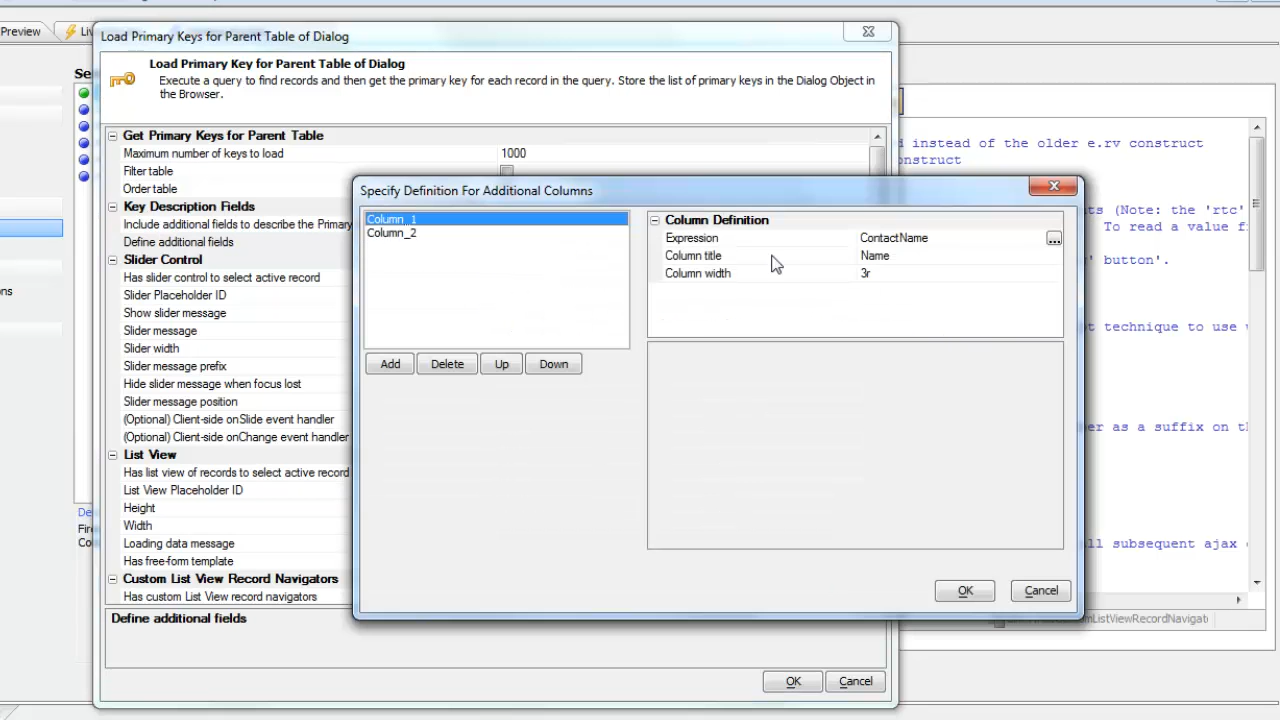 Preview
Load Primary Keys for Parent Table of Dialog
Load Primary Key for Parent Table of Dialog
Execute a query to find records and then get the primary key for each record in the query. Store the list of primary keys in the Dialog Object in
the Browser.
Get Primary Keys for Parent Table
Maximum number of keys to load 1000
Filter table
Order table
Key Description Fields
Include additional fields to describe the Primary
Define additional fields
Slider Control
Has slider control to select active record
Slider Placeholder ID
Show slider message
Slider message
Slider width
Slider message prefix
Hide slider message when focus lost
Slider message position
(Optional) Client-side onSlide event handler
(Optional) Client-side onChange event handler
List View
Has list view of records to select active record
List View Placeholder ID
Height
Width
Loading data message
Has free-form template
Custom List View Record Navigators
Has custom List View record navigators
Define additional fields
OK Cancel
Specify Definition For Additional Columns
Column_1
Column_2
Add Delete Up Down
Column Definition
Expression ContactName ...
Column title Name
Column width 3r
OK Cancel
instead of the older e.rv construct
onstruct
ts (Note: the 'rtc'
To read a value f
' button'.
t technique to use
er as a suffix on th
ll subsequent ajax
ListViewRecordNavigat